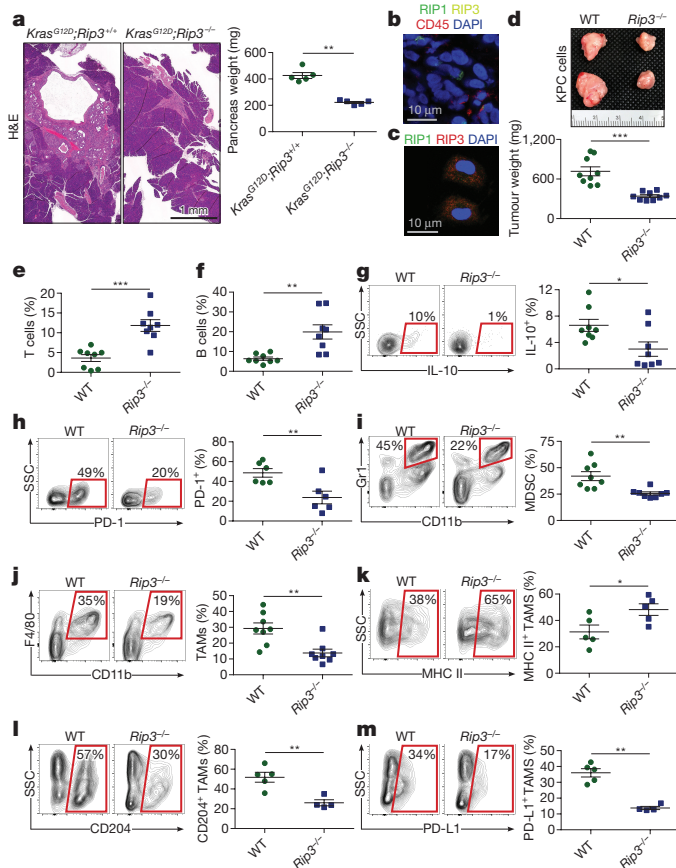 a
Kras^G12D;Rip3^+/+ Kras^G12D;Rip3^–/–
H&E
1 mm
Pancreas weight (mg)
600
400
200
0
**
Kras^G12D;Rip3^+/+
Kras^G12D;Rip3^–/–
b
RIP1 RIP3
CD45 DAPI
10 μm
c
RIP1 RIP3 DAPI
10 μm
d
WT Rip3^–/–
KPC cells
Tumour weight (mg)
1,200
600
0
***
WT
Rip3^–/–
e
T cells (%)
20
15
10
5
0
***
WT
Rip3^–/–
f
B cells (%)
40
30
20
10
0
**
WT
Rip3^–/–
g
WT Rip3^–/–
SSC
10% 1%
IL-10
IL-10^+ (%)
12
8
4
0
*
WT
Rip3^–/–
h
WT Rip3^–/–
SSC
49% 20%
PD-1
PD-1^+ (%)
80
60
40
20
0
**
WT
Rip3^–/–
i
WT Rip3^–/–
Gr1
45% 22%
CD11b
MDSC (%)
75
50
25
0
**
WT
Rip3^–/–
j
WT Rip3^–/–
F4/80
35% 19%
CD11b
TAMs (%)
50
40
30
20
10
0
**
WT
Rip3^–/–
k
WT Rip3^–/–
SSC
38% 65%
MHC II
MHC II^+ TAMS (%)
80
60
40
20
0
*
WT
Rip3^–/–
l
WT Rip3^–/–
SSC
57% 30%
CD204
CD204^+ TAMs (%)
80
60
40
20
0
**
WT
Rip3^–/–
m
WT Rip3^–/–
SSC
34% 17%
PD-L1
PD-L1^+ TAMS (%)
50
40
30
20
10
0
**
WT
Rip3^–/–